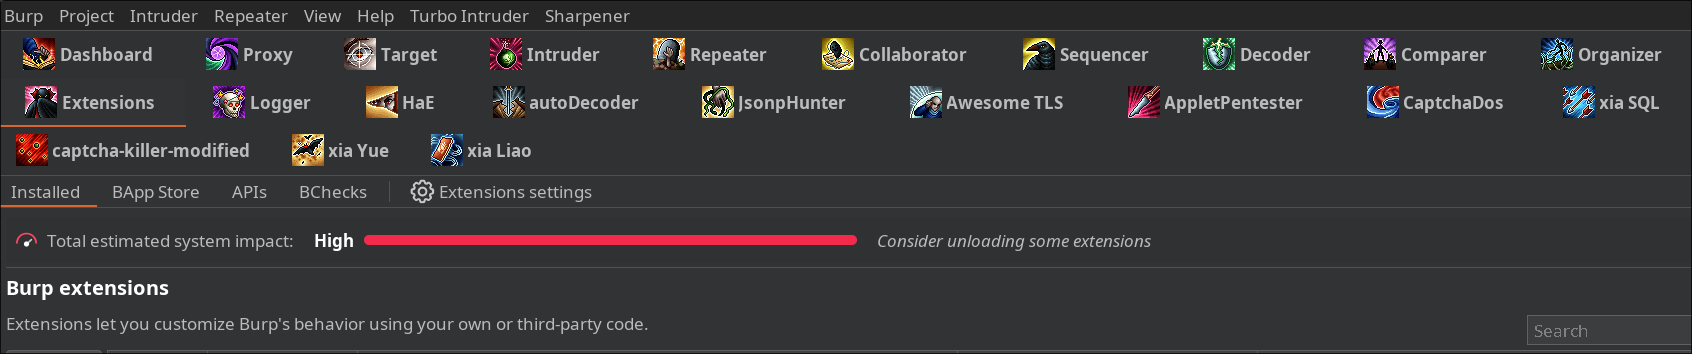 Burp Project Intruder Repeater View Help Turbo Intruder Sharpener
Dashboard Proxy Target Intruder Repeater Collaborator Sequencer Decoder Comparer Organizer
Extensions Logger HaE autoDecoder JsonpHunter Awesome TLS AppletPentester CaptchaDos xia SQL
captcha-killer-modified xia Yue xia Liao
Installed BApp Store APIs BChecks Extensions settings
Total estimated system impact: High Consider unloading some extensions
Burp extensions
Extensions let you customize Burp's behavior using your own or third-party code.
Search